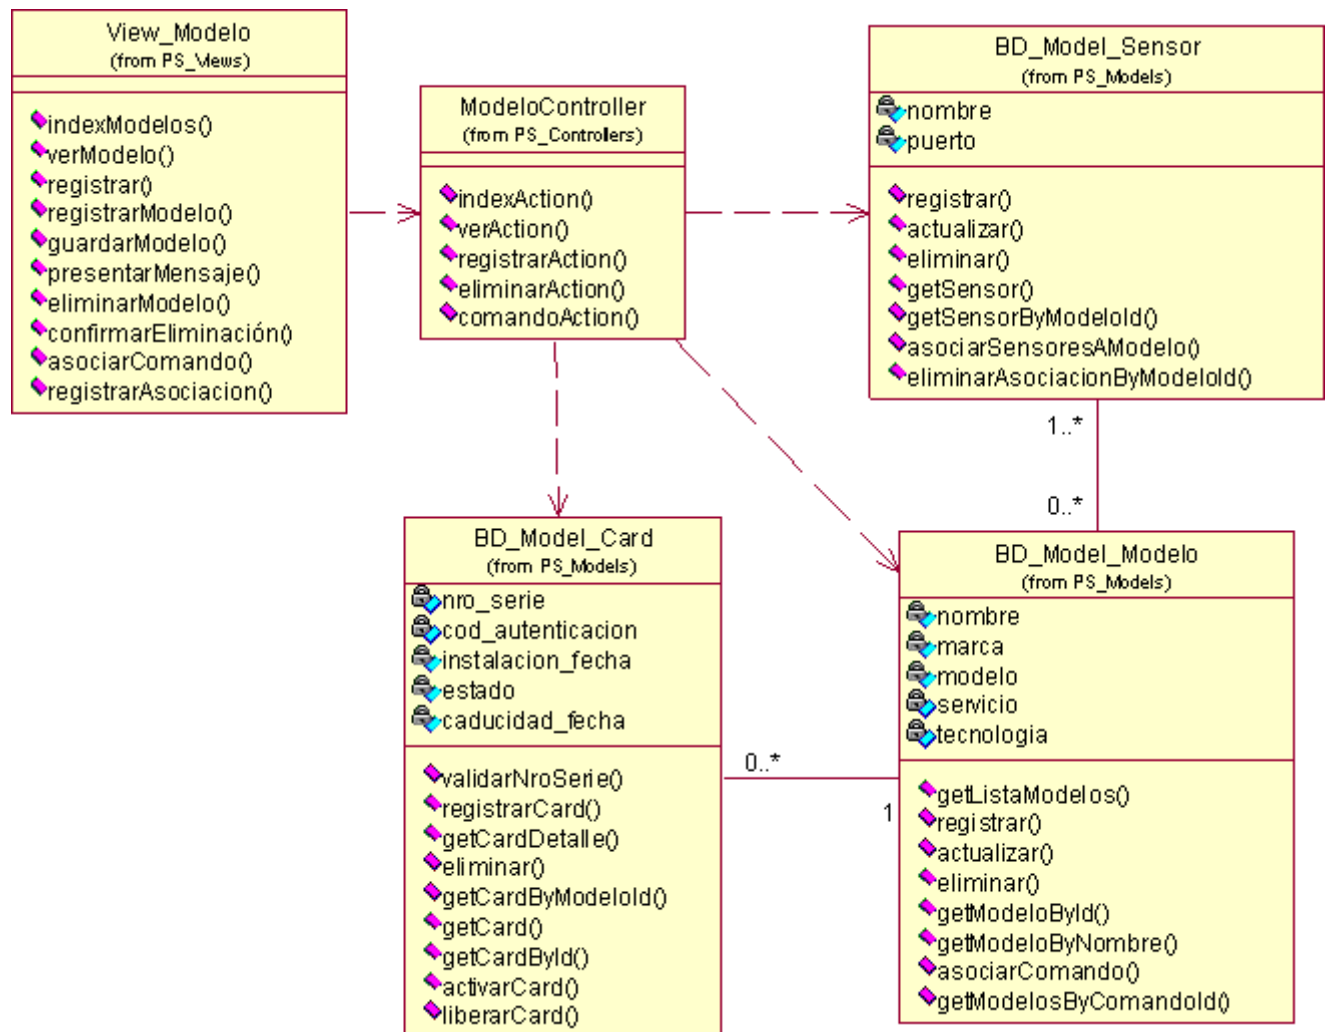 View_Modelo
(from PS_Views)
indexModelos()
verModelo()
registrar()
registrarModelo()
guardarModelo()
presentarMensaje()
eliminarModelo()
confirmarEliminación()
asociarComando()
registrarAsociacion()
ModeloController
(from PS_Controllers)
indexAction()
verAction()
registrarAction()
eliminarAction()
comandoAction()
BD_Model_Sensor
(from PS_Models)
nombre
puerto
registrar()
actualizar()
eliminar()
getSensor()
getSensorByModeloId()
asociarSensoresAModelo()
eliminarAsociacionByModeloId()
1..*
0..*
BD_Model_Card
(from PS_Models)
nro_serie
cod_autenticacion
instalacion_fecha
estado
caducidad_fecha
validarNroSerie()
registrarCard()
getCardDetalle()
eliminar()
getCardByModeloId()
getCard()
getCardById()
activarCard()
liberarCard()
0..*
1
BD_Model_Modelo
(from PS_Models)
nombre
marca
modelo
servicio
tecnologia
getListaModelos()
registrar()
actualizar()
eliminar()
getModeloById()
getModeloByNombre()
asociarComando()
getModelosByComandoId()